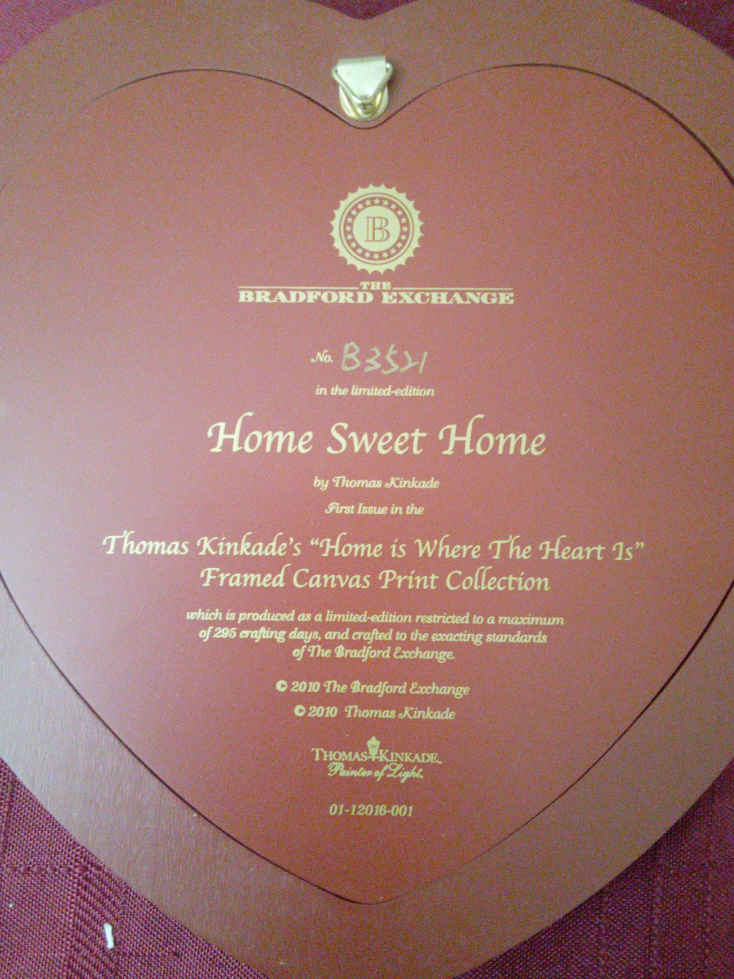 B
THE
BRADFORD EXCHANGE
No. B3521
in the limited-edition
Home Sweet Home
by Thomas Kinkade
First Issue in the
Thomas Kinkade's "Home is Where The Heart Is"
Framed Canvas Print Collection
which is produced as a limited-edition restricted to a maximum
of 295 crafting days, and crafted to the exacting standards
of The Bradford Exchange.
© 2010 The Bradford Exchange
© 2010 Thomas Kinkade
THOMAS KINKADE
Painter of Light
01-12016-001